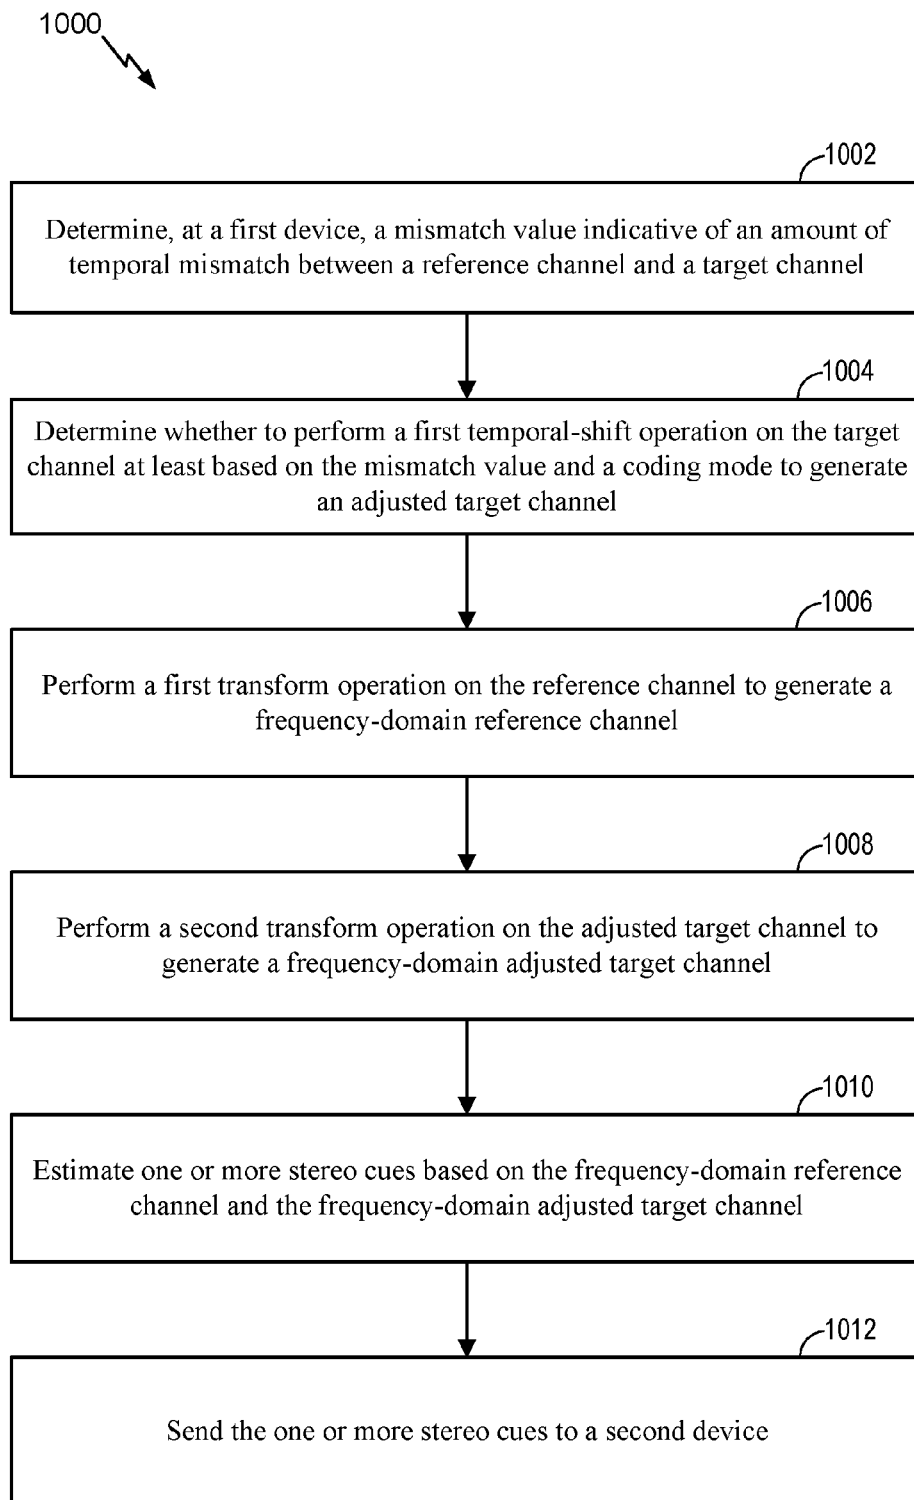 1000
1002
Determine, at a first device, a mismatch value indicative of an amount of
temporal mismatch between a reference channel and a target channel
1004
Determine whether to perform a first temporal-shift operation on the target
channel at least based on the mismatch value and a coding mode to generate
an adjusted target channel
1006
Perform a first transform operation on the reference channel to generate a
frequency-domain reference channel
1008
Perform a second transform operation on the adjusted target channel to
generate a frequency-domain adjusted target channel
1010
Estimate one or more stereo cues based on the frequency-domain reference
channel and the frequency-domain adjusted target channel
1012
Send the one or more stereo cues to a second device